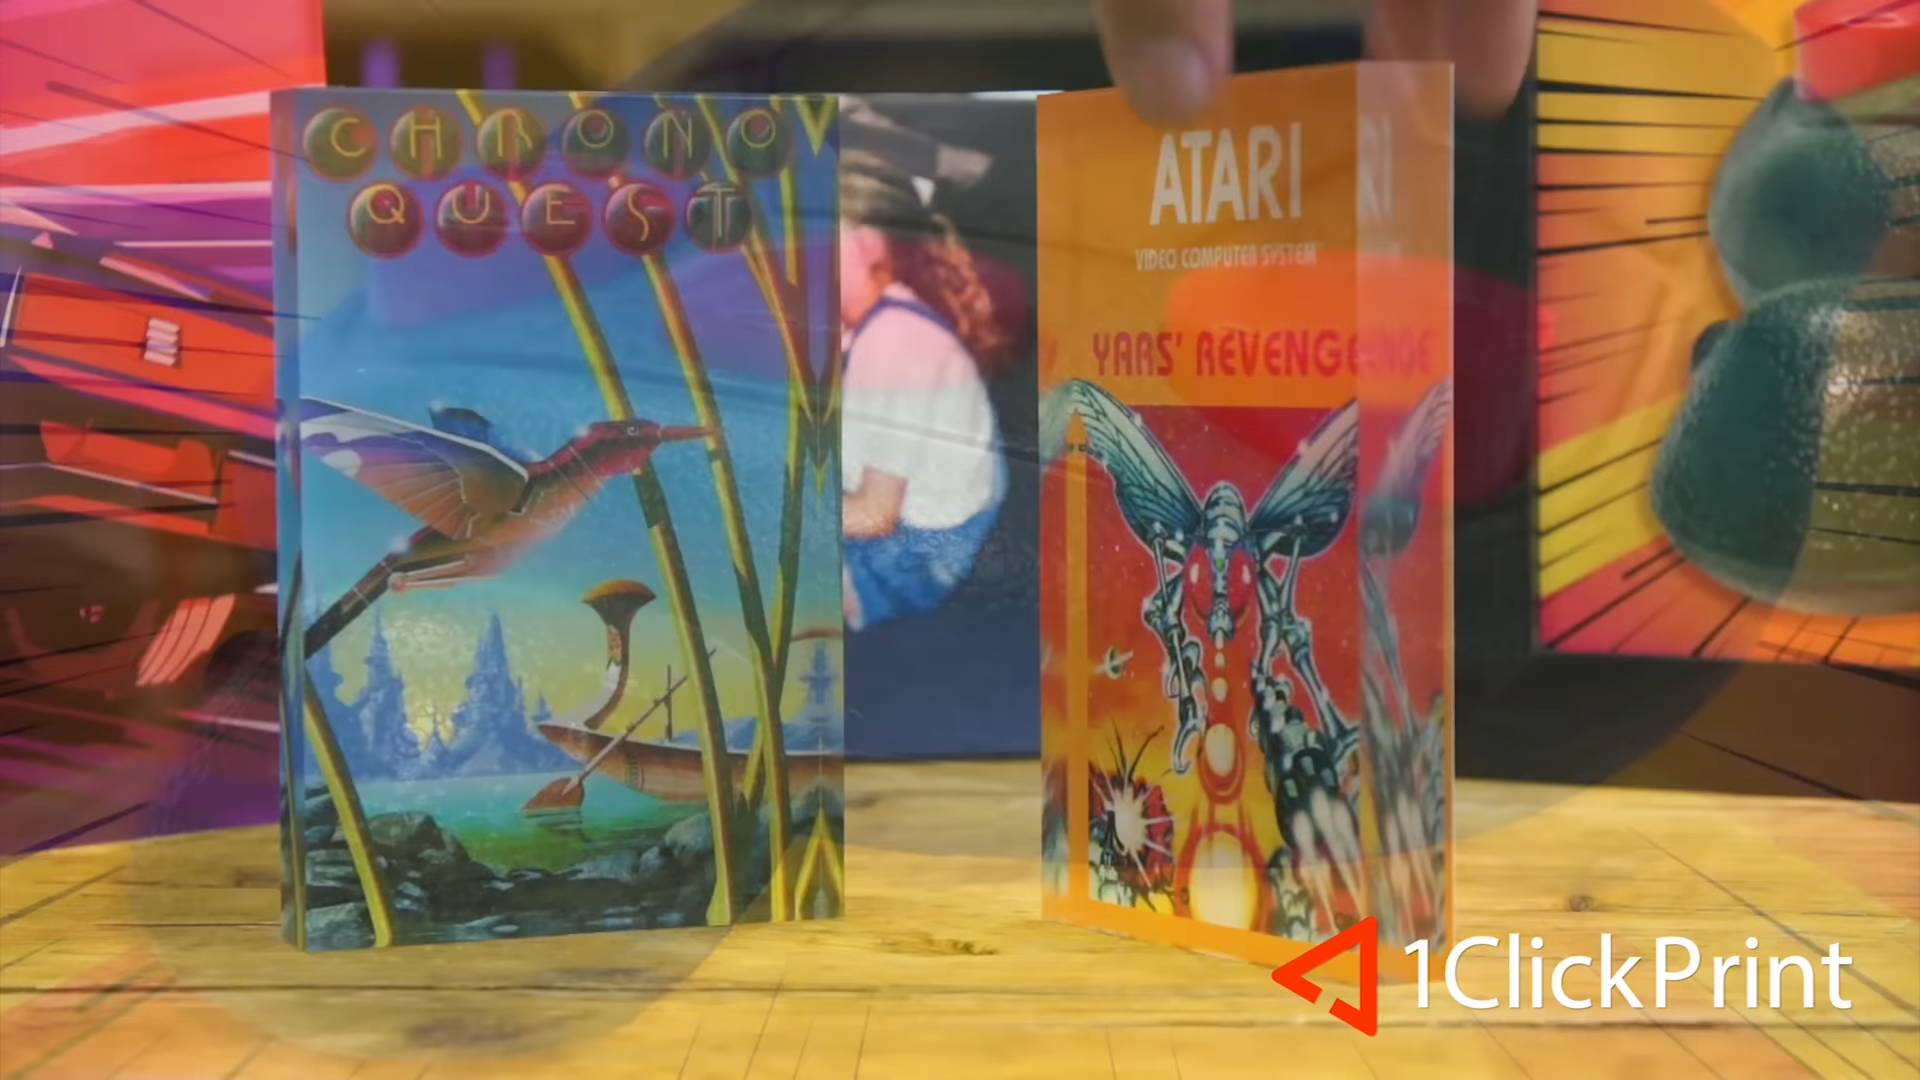 CHRONO
QUEST
ATARI
VIDEO COMPUTER SYSTEM
YARS' REVENGE
1ClickPrint